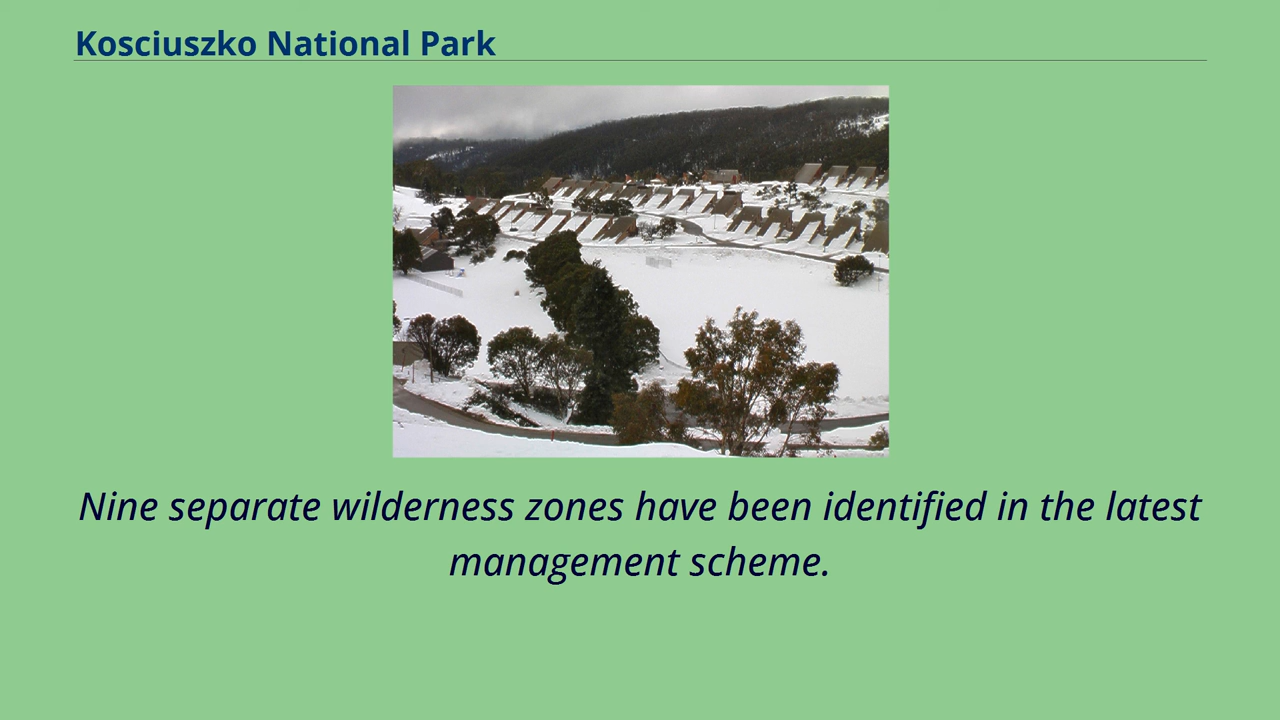 Kosciuszko National Park
Nine separate wilderness zones have been identified in the latest
management scheme.